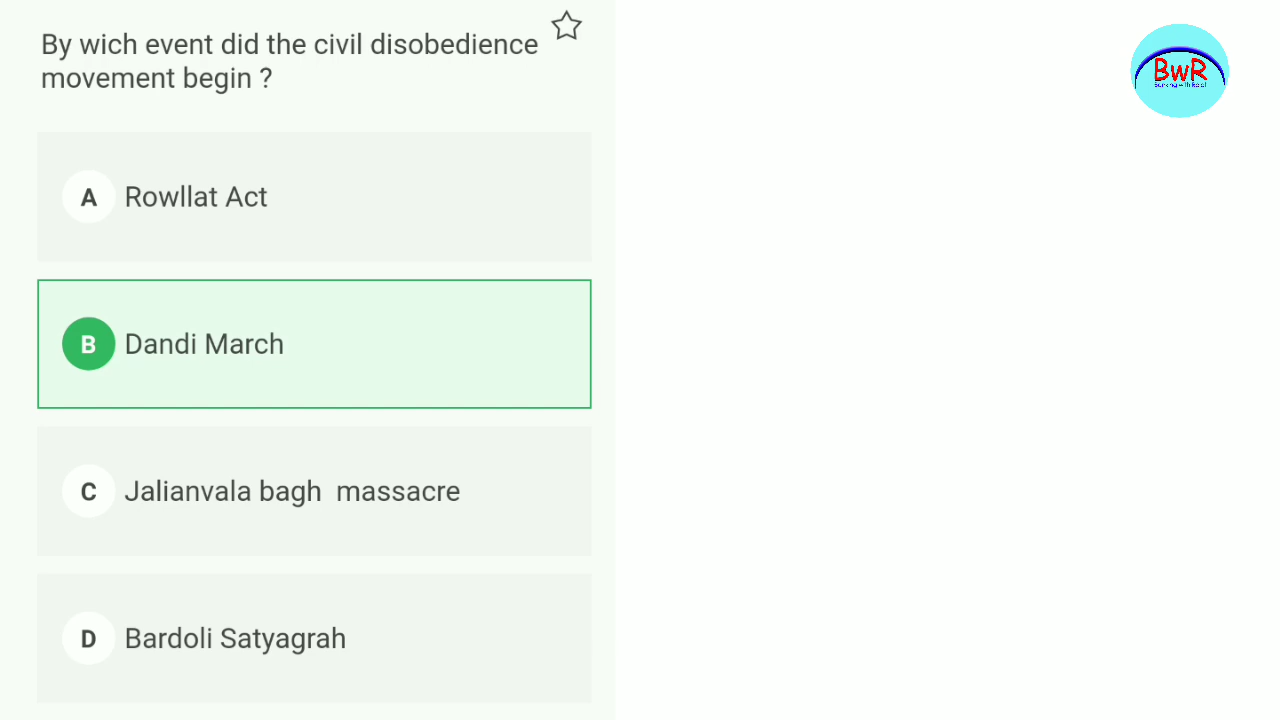 By wich event did the civil disobedience
movement begin ?
A Rowllat Act
B Dandi March
C Jalianvala bagh massacre
D Bardoli Satyagrah
BwR